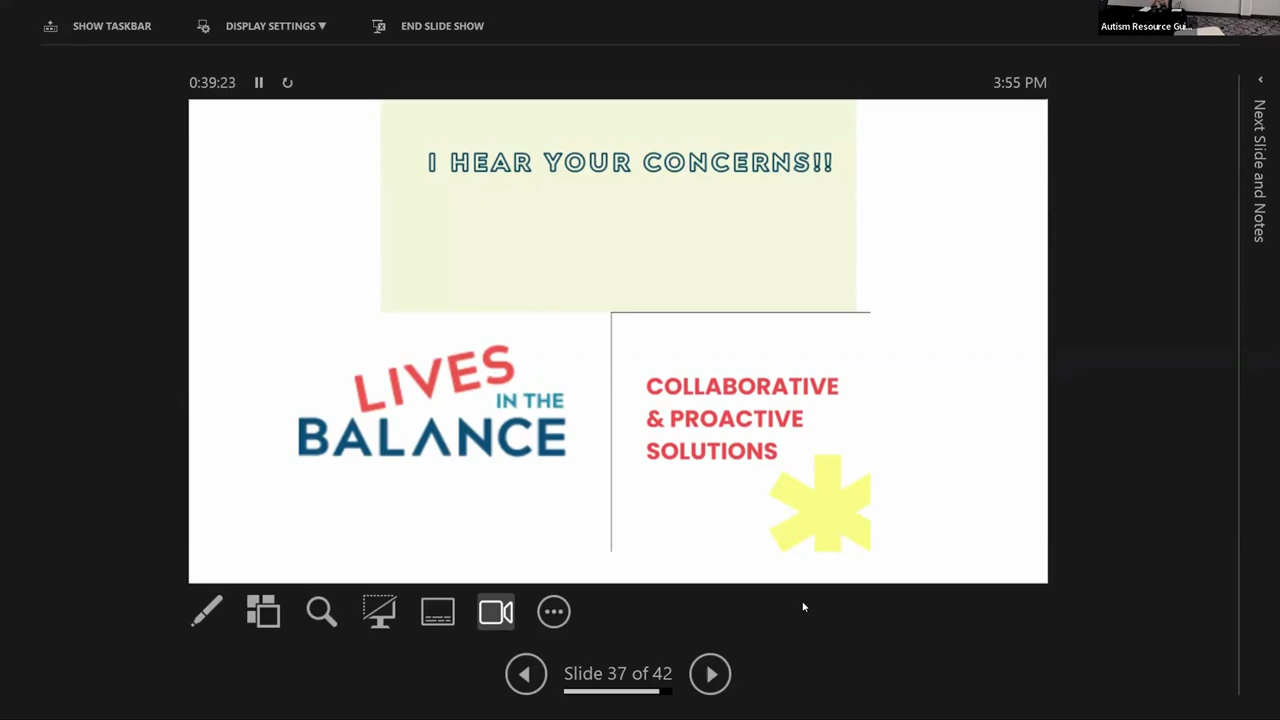 SHOW TASKBAR
DISPLAY SETTINGS ▼
END SLIDE SHOW
Autism Resource Gui...
0:39:23
3:55 PM
Next Slide and Notes
I HEAR YOUR CONCERNS!!
LIVES
IN THE
BALANCE
COLLABORATIVE
& PROACTIVE
SOLUTIONS
Slide 37 of 42